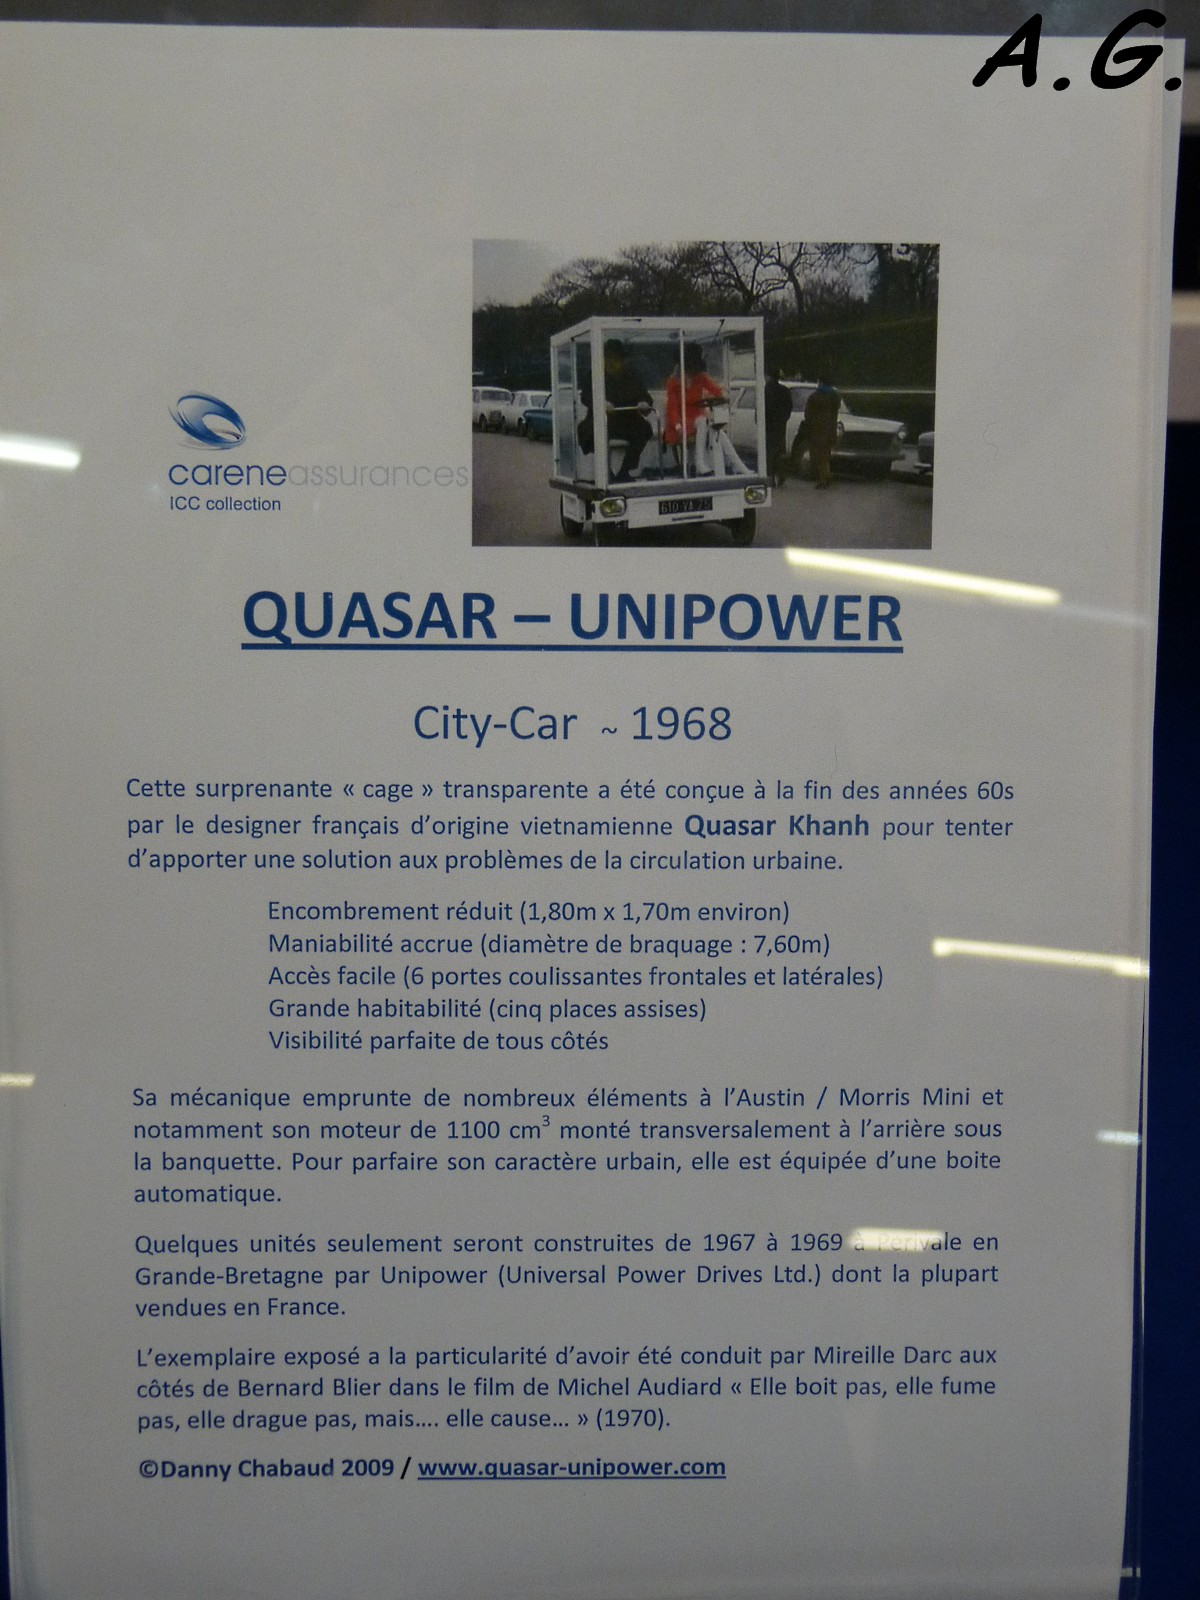 A.G.
careneassurances
ICC collection
QUASAR – UNIPOWER
City-Car ~ 1968
Cette surprenante « cage » transparente a été conçue à la fin des années 60s
par le designer français d'origine vietnamienne Quasar Khanh pour tenter
d'apporter une solution aux problèmes de la circulation urbaine.
Encombrement réduit (1,80m x 1,70m environ)
Maniabilité accrue (diamètre de braquage : 7,60m)
Accès facile (6 portes coulissantes frontales et latérales)
Grande habitabilité (cinq places assises)
Visibilité parfaite de tous côtés
Sa mécanique emprunte de nombreux éléments à l'Austin / Morris Mini et
notamment son moteur de 1100 cm³ monté transversalement à l'arrière sous
la banquette. Pour parfaire son caractère urbain, elle est équipée d'une boite
automatique.
Quelques unités seulement seront construites de 1967 à 1969 à Perivale en
Grande-Bretagne par Unipower (Universal Power Drives Ltd.) dont la plupart
vendues en France.
L'exemplaire exposé a la particularité d'avoir été conduit par Mireille Darc aux
côtés de Bernard Blier dans le film de Michel Audiard « Elle boit pas, elle fume
pas, elle drague pas, mais.... elle cause... » (1970).
©Danny Chabaud 2009 / www.quasar-unipower.com